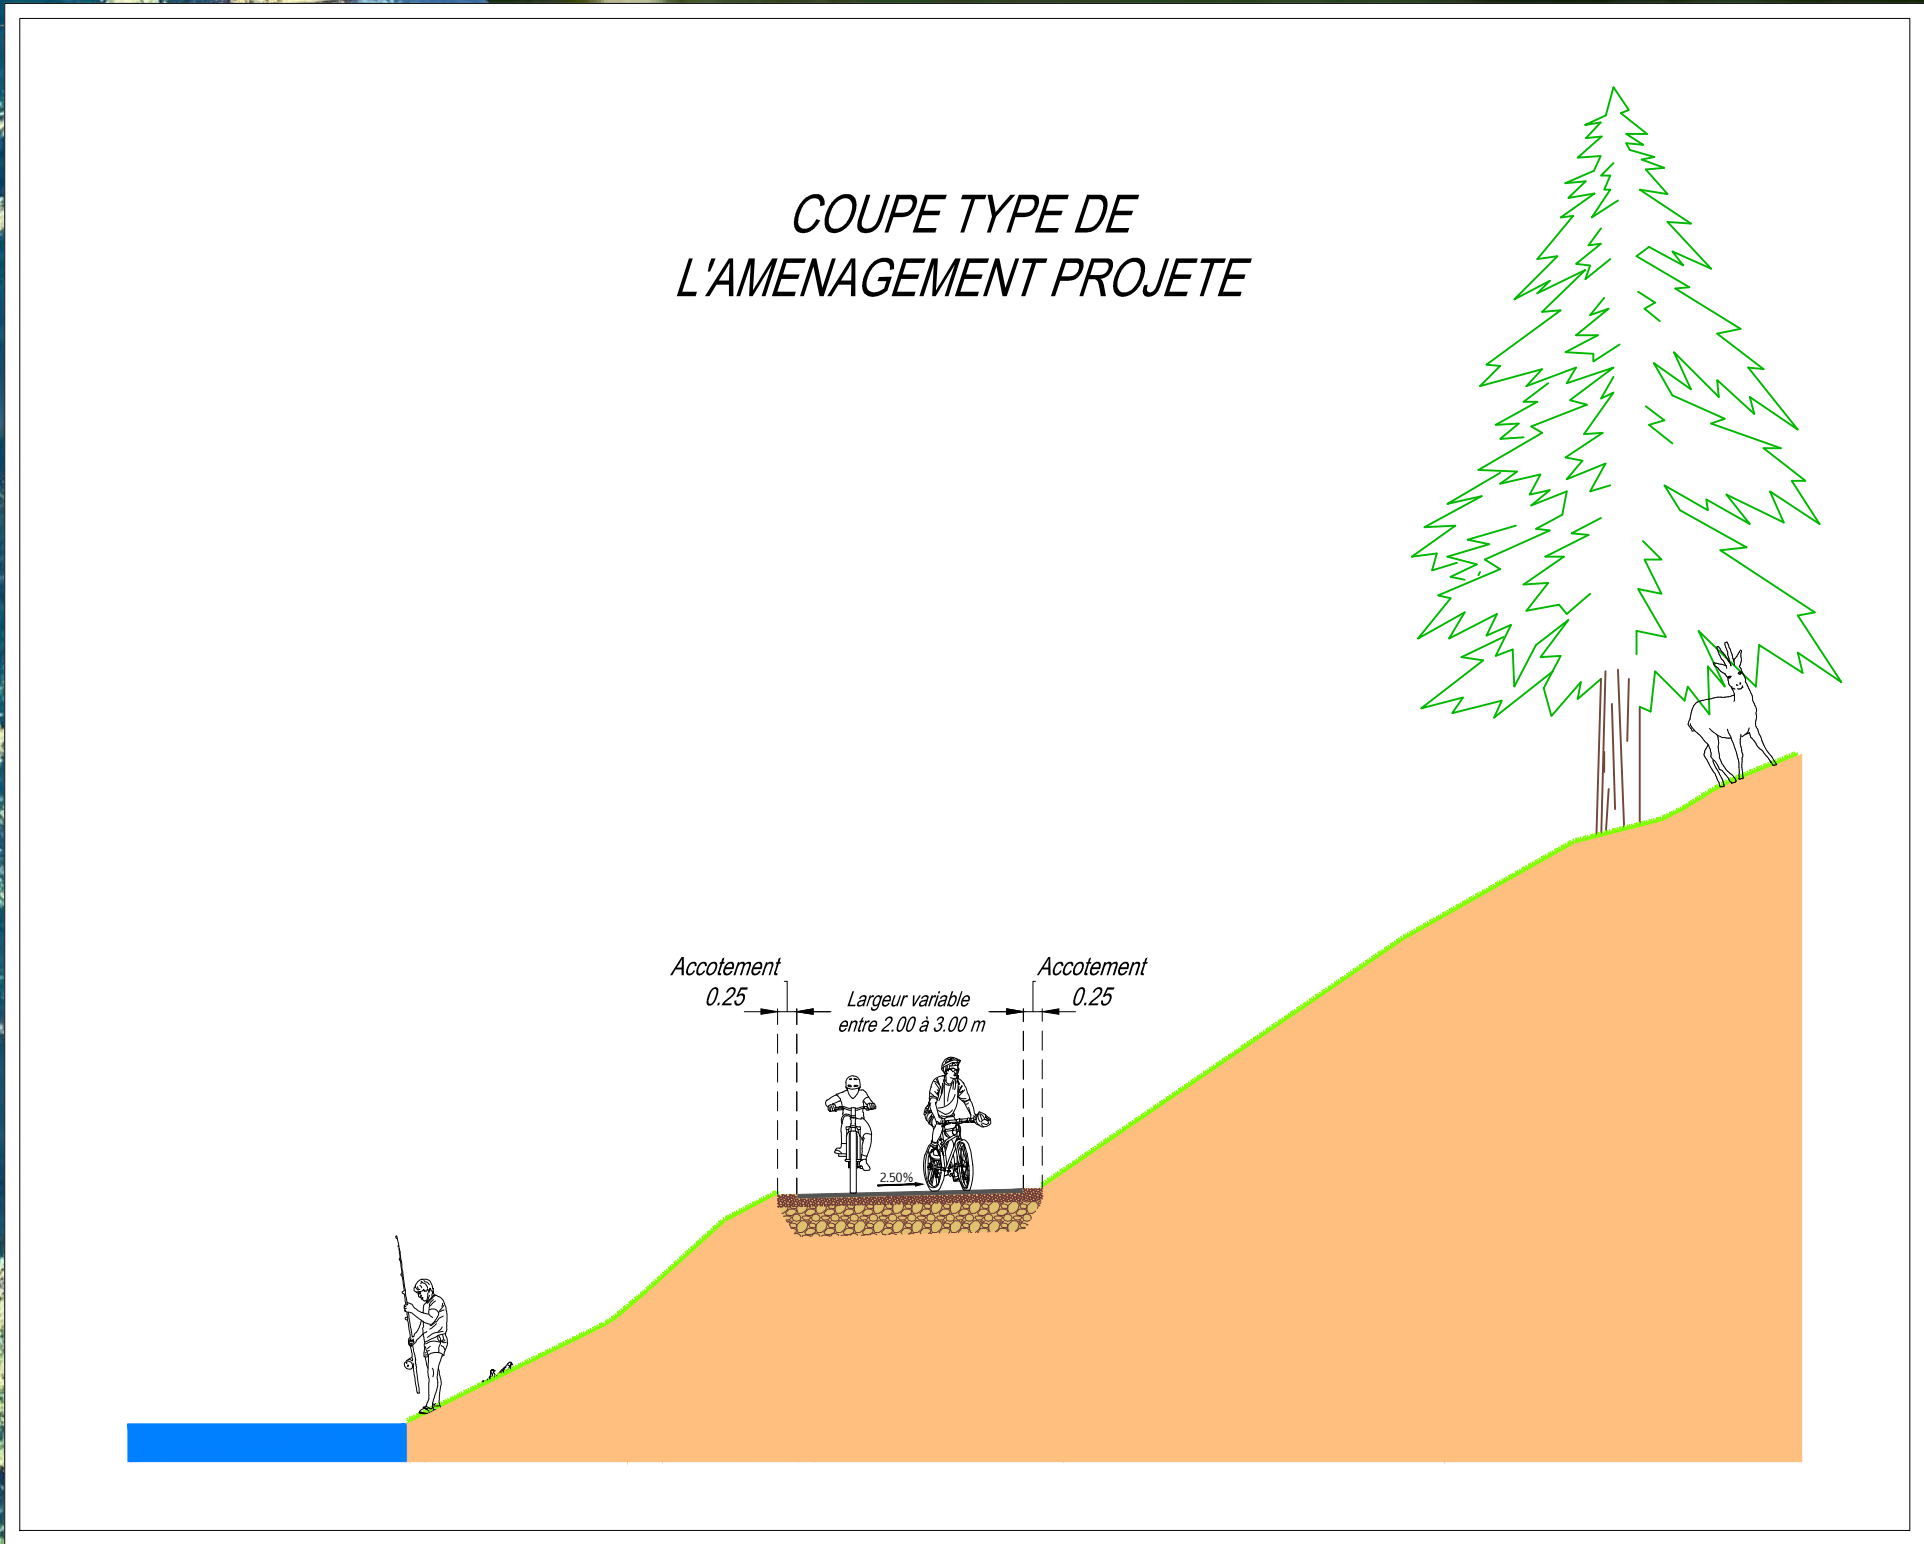 COUPE TYPE DE
L'AMENAGEMENT PROJETE
Accotement
0.25
Largeur variable
entre 2.00 à 3.00 m
Accotement
0.25
2.50%